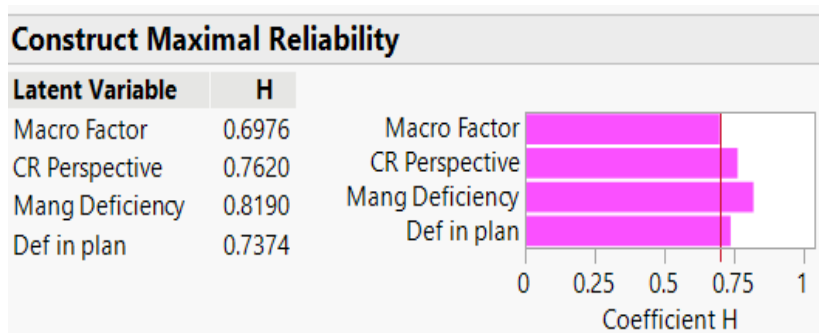 Construct Maximal Reliability
Latent Variable H
Macro Factor 0.6976
CR Perspective 0.7620
Mang Deficiency 0.8190
Def in plan 0.7374
Macro Factor
CR Perspective
Mang Deficiency
Def in plan
0 0.25 0.5 0.75 1
Coefficient H